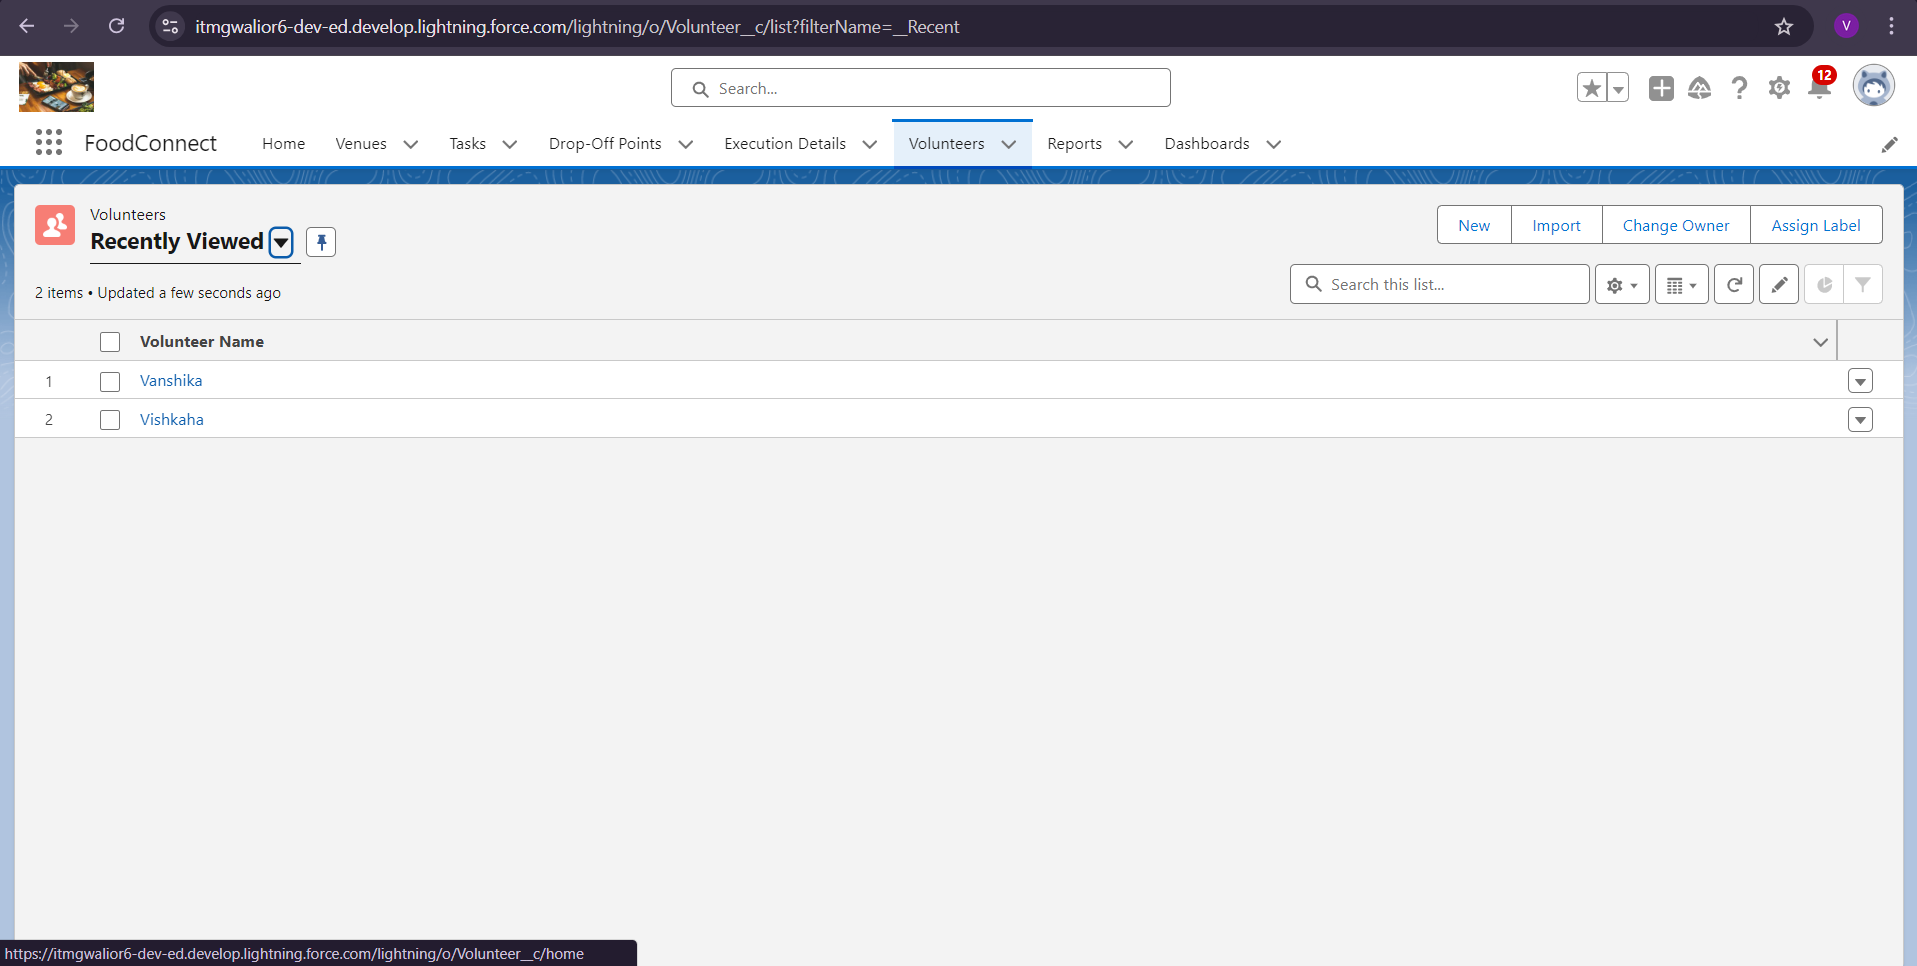 itmgwalior6-dev-ed.develop.lightning.force.com/lightning/o/Volunteer__c/list?filterName=__Recent
V
Search...
12
FoodConnect Home Venues Tasks Drop-Off Points Execution Details Volunteers Reports Dashboards
Volunteers
Recently Viewed
New Import Change Owner Assign Label
2 items • Updated a few seconds ago
Search this list...
Volunteer Name
1 Vanshika
2 Vishkaha
https://itmgwalior6-dev-ed.develop.lightning.force.com/lightning/o/Volunteer__c/home